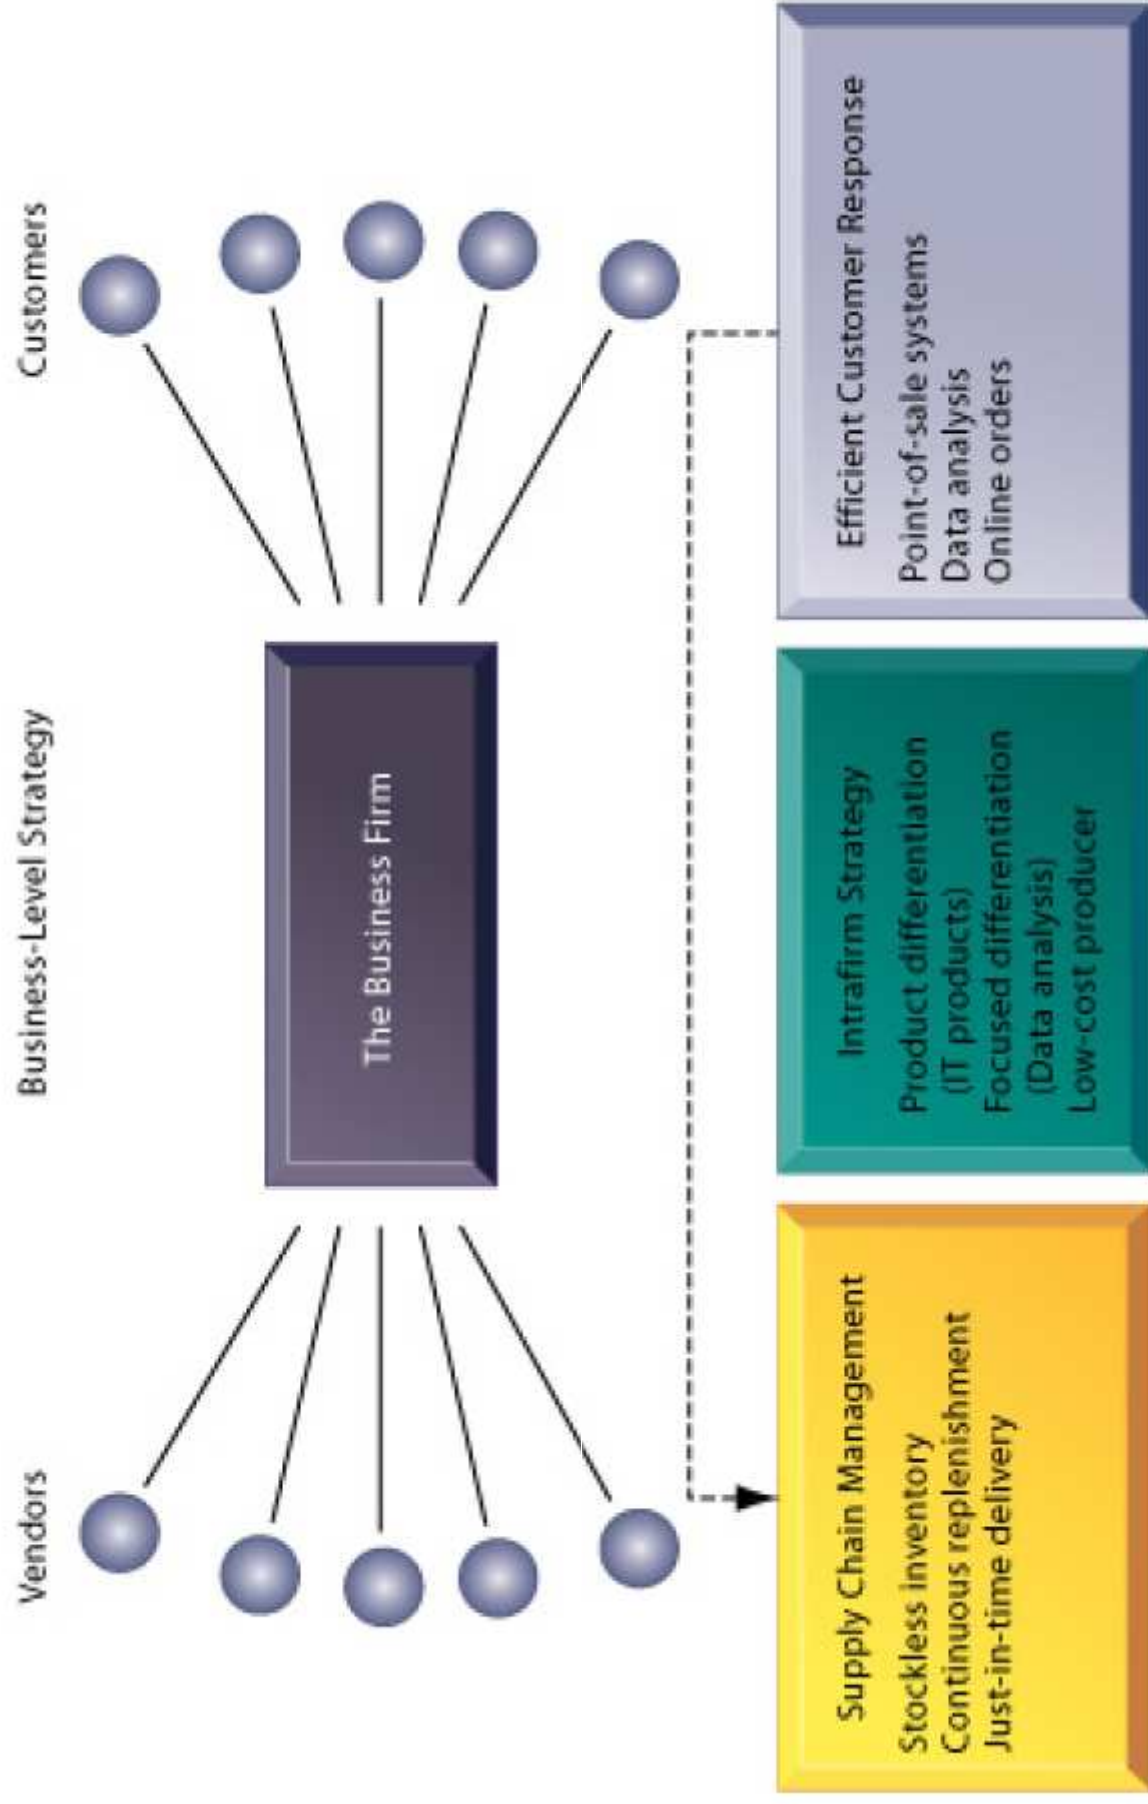 Vendors
Business-Level Strategy
Customers
The Business Firm
Supply Chain Management
Stockless inventory
Continuous replenishment
Just-in-time delivery
Intrafirm Strategy
Product differentiation
(IT products)
Focused differentiation
(Data analysis)
Low-cost producer
Efficient Customer Response
Point-of-sale systems
Data analysis
Online orders